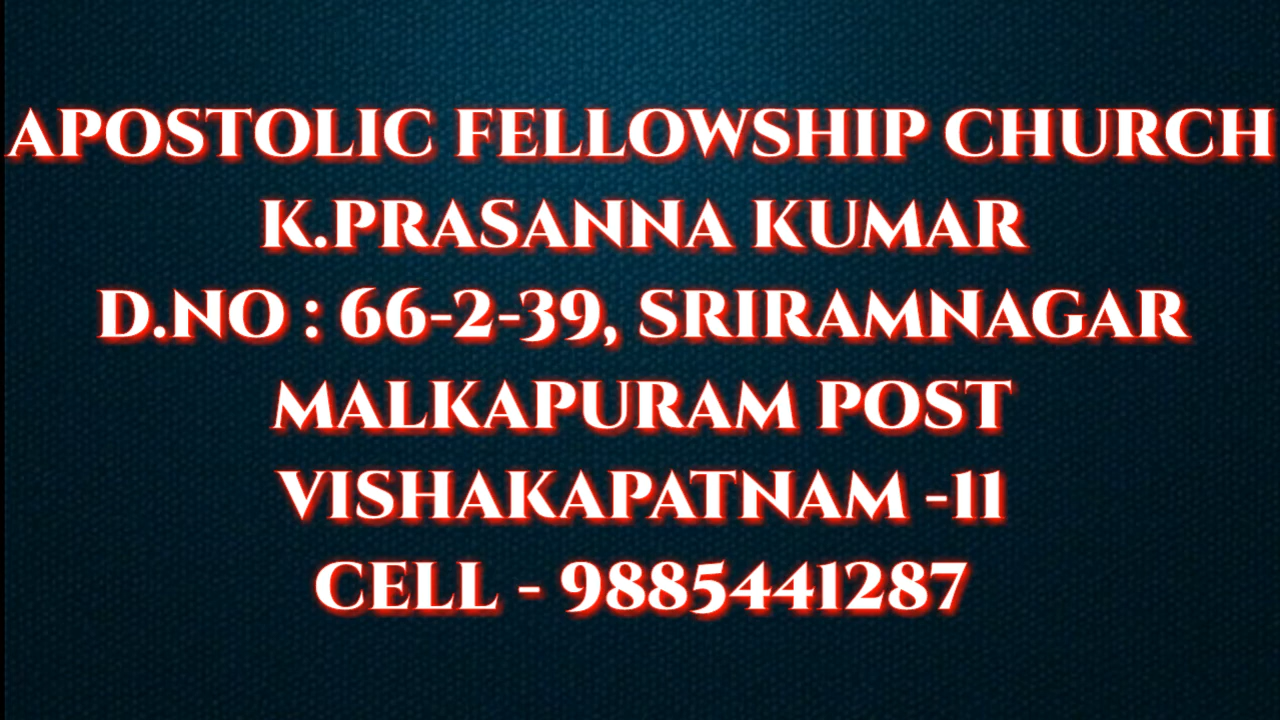 APOSTOLIC FELLOWSHIP CHURCH
K.PRASANNA KUMAR
D.NO : 66-2-39, SRIRAMNAGAR
MALKAPURAM POST
VISHAKAPATNAM -11
CELL - 9885441287